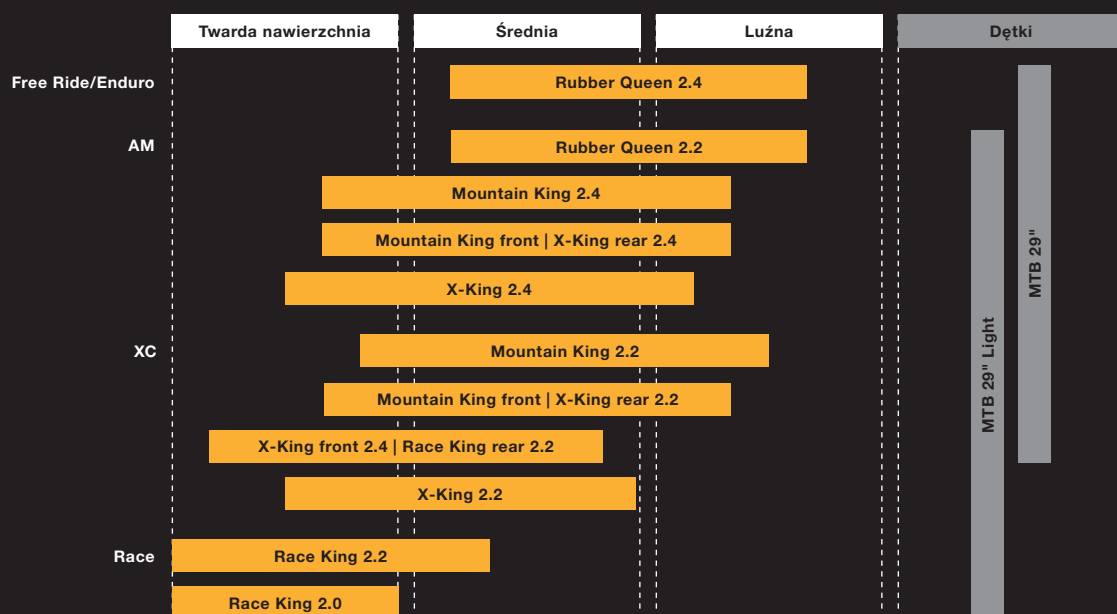 Twarda nawierzchnia
Średnia
Luźna
Dętki
Free Ride/Enduro
Rubber Queen 2.4
AM
Rubber Queen 2.2
Mountain King 2.4
Mountain King front | X-King rear 2.4
X-King 2.4
XC
Mountain King 2.2
Mountain King front | X-King rear 2.2
X-King front 2.4 | Race King rear 2.2
X-King 2.2
Race
Race King 2.2
Race King 2.0
MTB 29" Light
MTB 29"